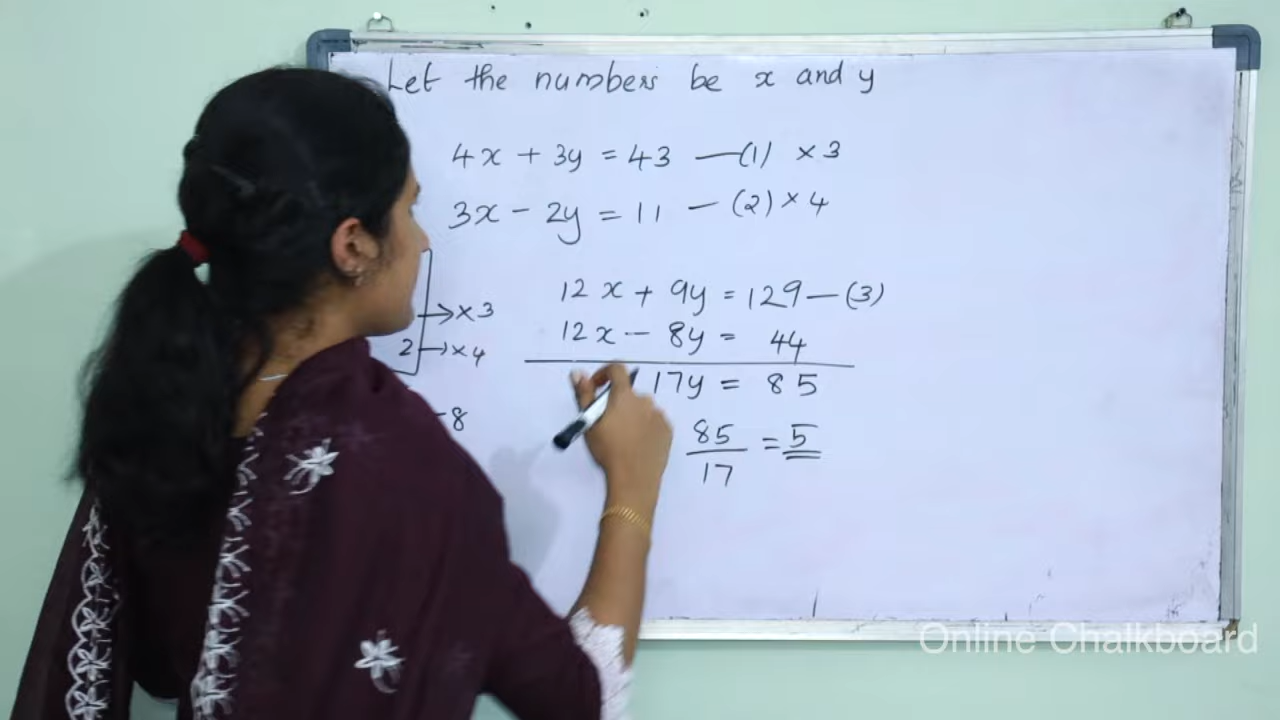 Let the numbers be x and y
4x + 3y = 43 —(1) × 3
3x - 2y = 11 — (2) × 4
→ × 3
2 → × 4
- 8
12x + 9y = 129 — (3)
12x - 8y = 44
17y = 85
85/17 = 5
Online Chalkboard